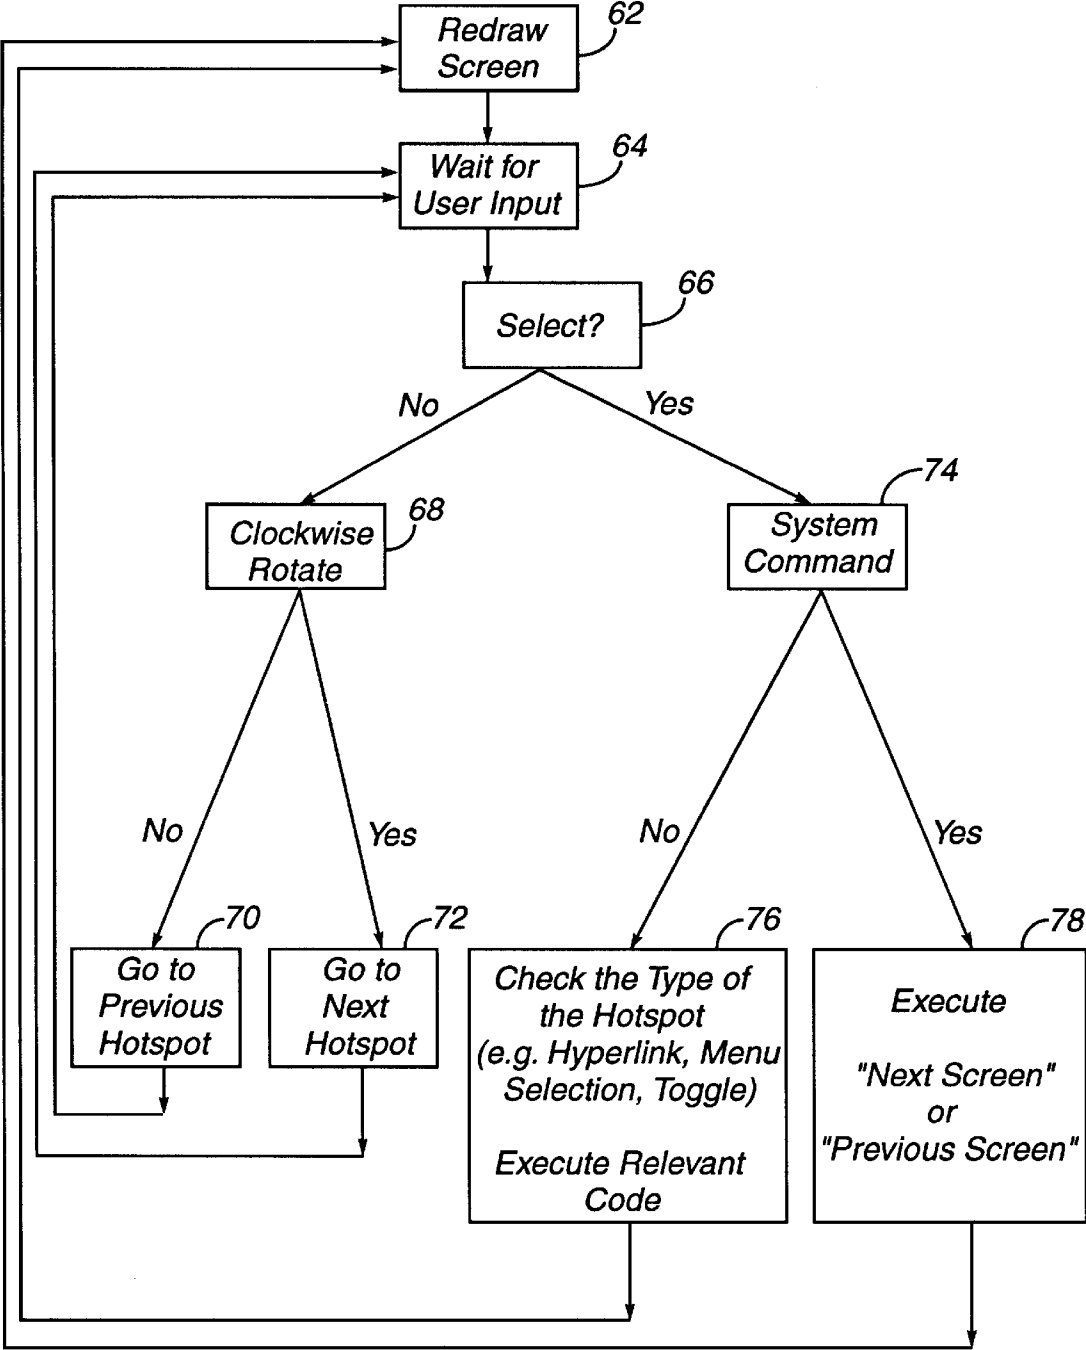 Redraw
Screen
62
Wait for
User Input
64
Select?
66
No
Yes
Clockwise
Rotate
68
System
Command
74
No
Yes
No
Yes
70
Go to
Previous
Hotspot
72
Go to
Next
Hotspot
76
Check the Type of
the Hotspot
(e.g. Hyperlink, Menu
Selection, Toggle)
Execute Relevant
Code
78
Execute
"Next Screen"
or
"Previous Screen"